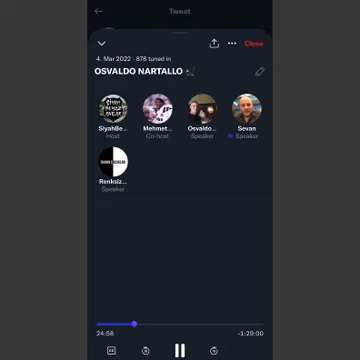 Tweet
Close
4. Mar 2022 · 878 tuned in
OSVALDO NARTALLO
SiyahBe...
Mehmet...
Osvaldo...
Sevan
Host
Co-host
Speaker
Speaker
Renksiz...
Speaker
24:58
-1:29:00